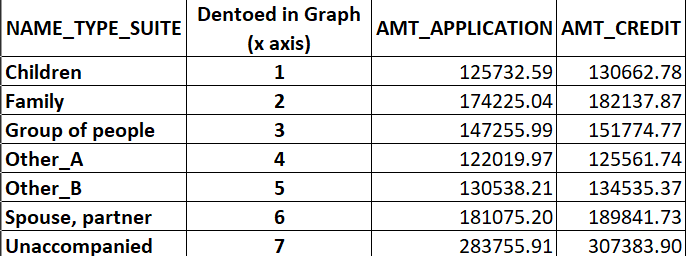 NAME_TYPE_SUITE Dentoed in Graph (x axis) AMT_APPLICATION AMT_CREDIT
Children 1 125732.59 130662.78
Family 2 174225.04 182137.87
Group of people 3 147255.99 151774.77
Other_A 4 122019.97 125561.74
Other_B 5 130538.21 134535.37
Spouse, partner 6 181075.20 189841.73
Unaccompanied 7 283755.91 307383.90